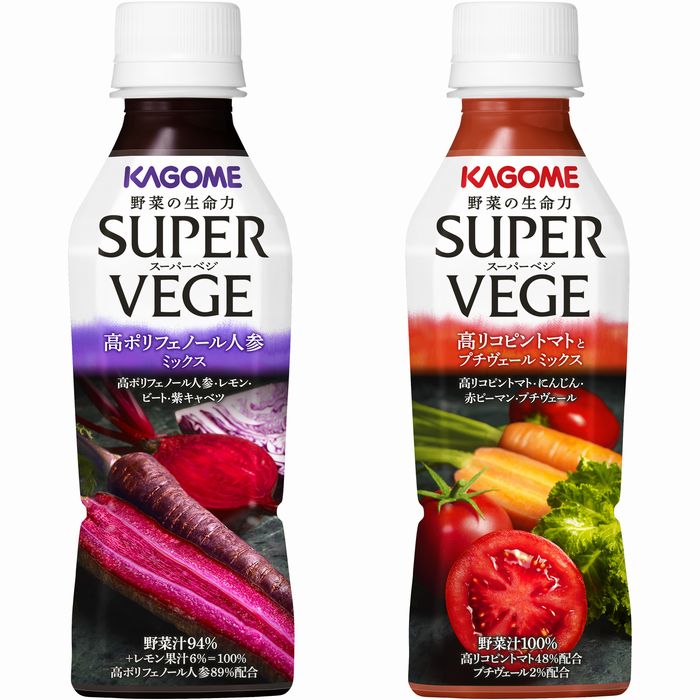 KAGOME
野菜の生命力
SUPER
スーパーベジ
VEGE
高ポリフェノール人参
ミックス
高ポリフェノール人参・レモン・
ビート・紫キャベツ
野菜汁94%
+レモン果汁6%=100%
高ポリフェノール人参89%配合
KAGOME
野菜の生命力
SUPER
スーパーベジ
VEGE
高リコピントマトと
プチヴェールミックス
高リコピントマト・にんじん・
赤ピーマン・プチヴェール
野菜汁100%
高リコピントマト48%配合
プチヴェール2%配合